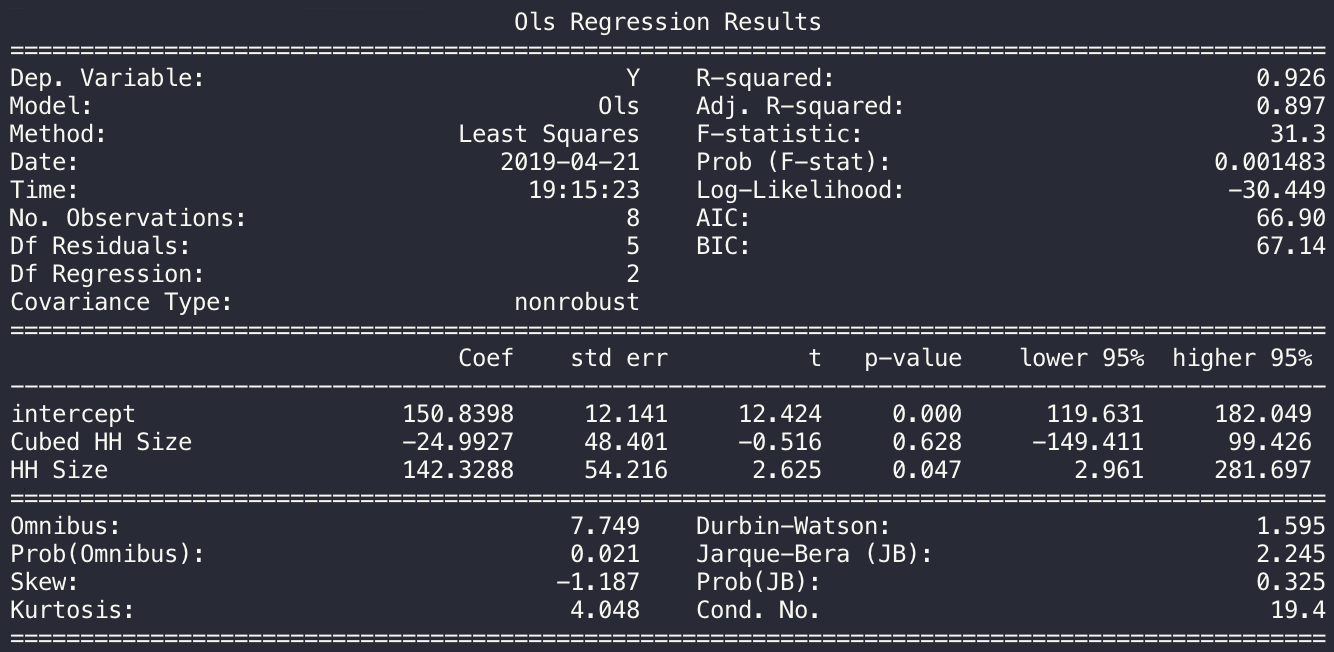 Ols Regression Results
Dep. Variable: Y R-squared: 0.926
Model: Ols Adj. R-squared: 0.897
Method: Least Squares F-statistic: 31.3
Date: 2019-04-21 Prob (F-stat): 0.001483
Time: 19:15:23 Log-Likelihood: -30.449
No. Observations: 8 AIC: 66.90
Df Residuals: 5 BIC: 67.14
Df Regression: 2
Covariance Type: nonrobust
Coef std err t p-value lower 95% higher 95%
intercept 150.8398 12.141 12.424 0.000 119.631 182.049
Cubed HH Size -24.9927 48.401 -0.516 0.628 -149.411 99.426
HH Size 142.3288 54.216 2.625 0.047 2.961 281.697
Omnibus: 7.749 Durbin-Watson: 1.595
Prob(Omnibus): 0.021 Jarque-Bera (JB): 2.245
Skew: -1.187 Prob(JB): 0.325
Kurtosis: 4.048 Cond. No. 19.4